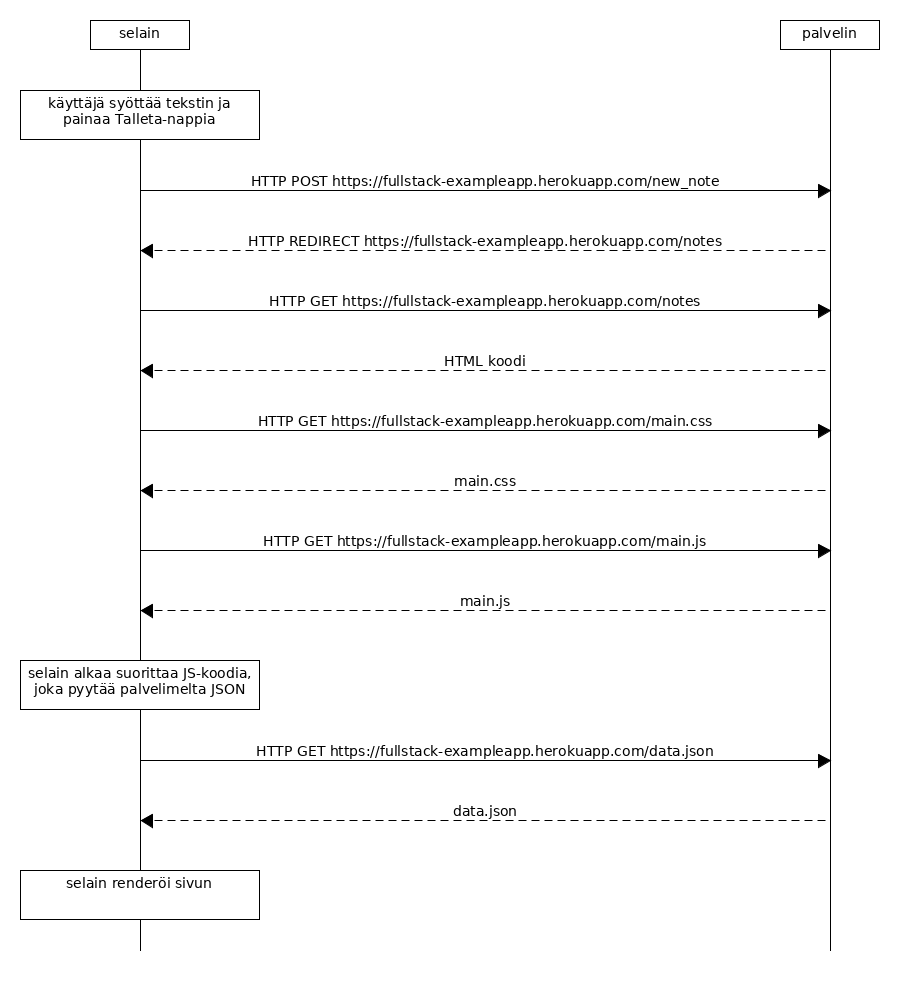 selain
palvelin
käyttäjä syöttää tekstin ja
painaa Talleta-nappia
HTTP POST https://fullstack-exampleapp.herokuapp.com/new_note
HTTP REDIRECT https://fullstack-exampleapp.herokuapp.com/notes
HTTP GET https://fullstack-exampleapp.herokuapp.com/notes
HTML koodi
HTTP GET https://fullstack-exampleapp.herokuapp.com/main.css
main.css
HTTP GET https://fullstack-exampleapp.herokuapp.com/main.js
main.js
selain alkaa suorittaa JS-koodia,
joka pyytää palvelimelta JSON
HTTP GET https://fullstack-exampleapp.herokuapp.com/data.json
data.json
selain renderöi sivun